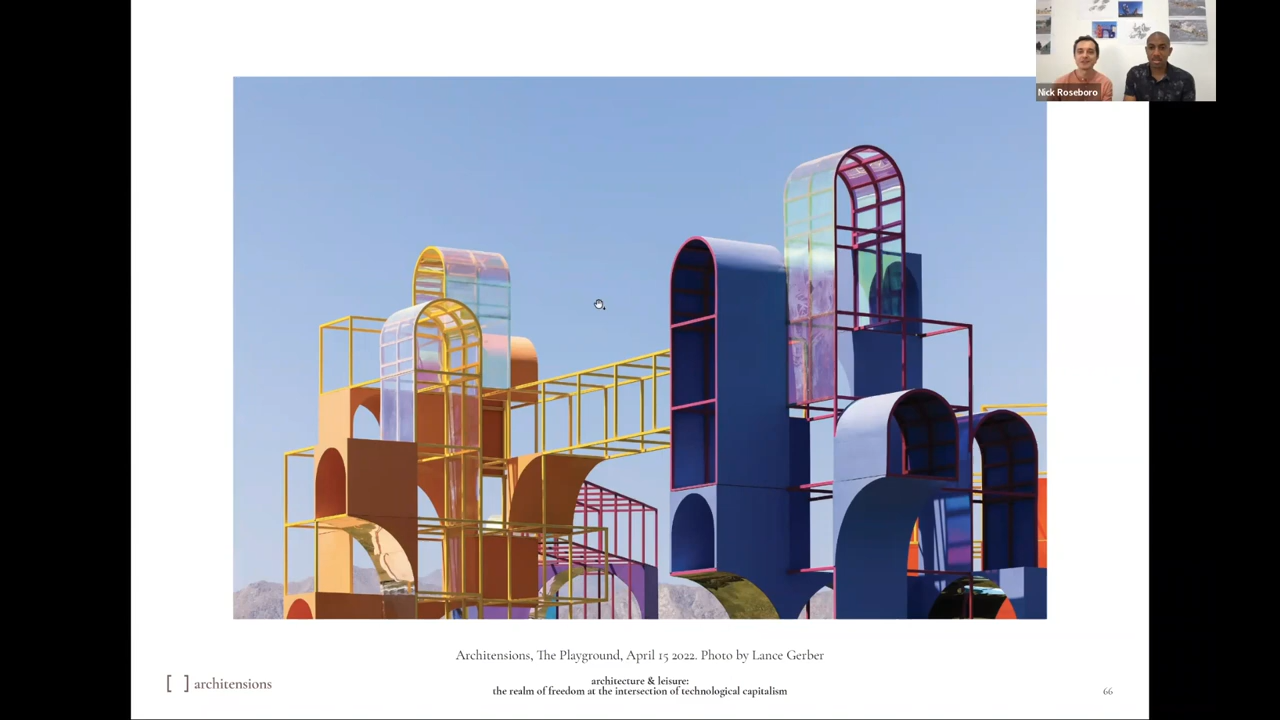 Nick Roseboro
Architensions, The Playground, April 15 2022. Photo by Lance Gerber
[ ] architensions
architecture & leisure:
the realm of freedom at the intersection of technological capitalism
66